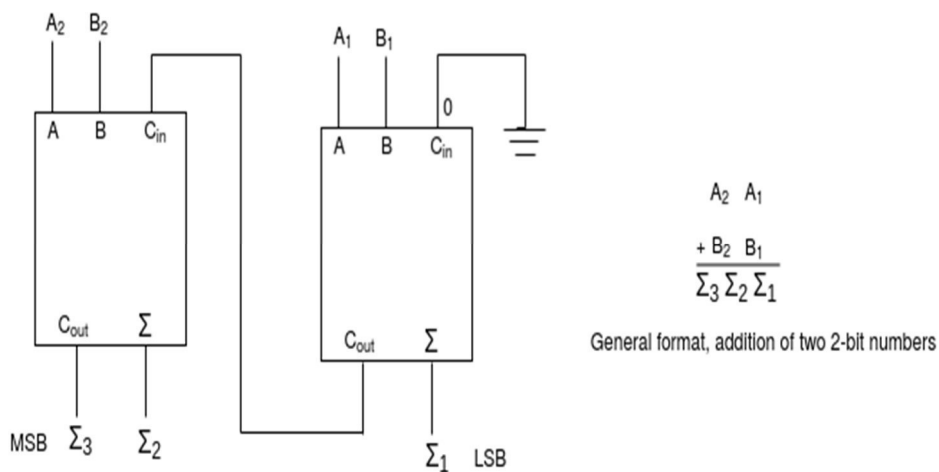 A₂ B₂
A₁ B₁
0
A B Cᵢₙ
A B Cᵢₙ
A₂ A₁
+ B₂ B₁
Σ₃ Σ₂ Σ₁
Cₒᵤₜ Σ
Cₒᵤₜ Σ
General format, addition of two 2-bit numbers
MSB Σ₃ Σ₂
Σ₁ LSB